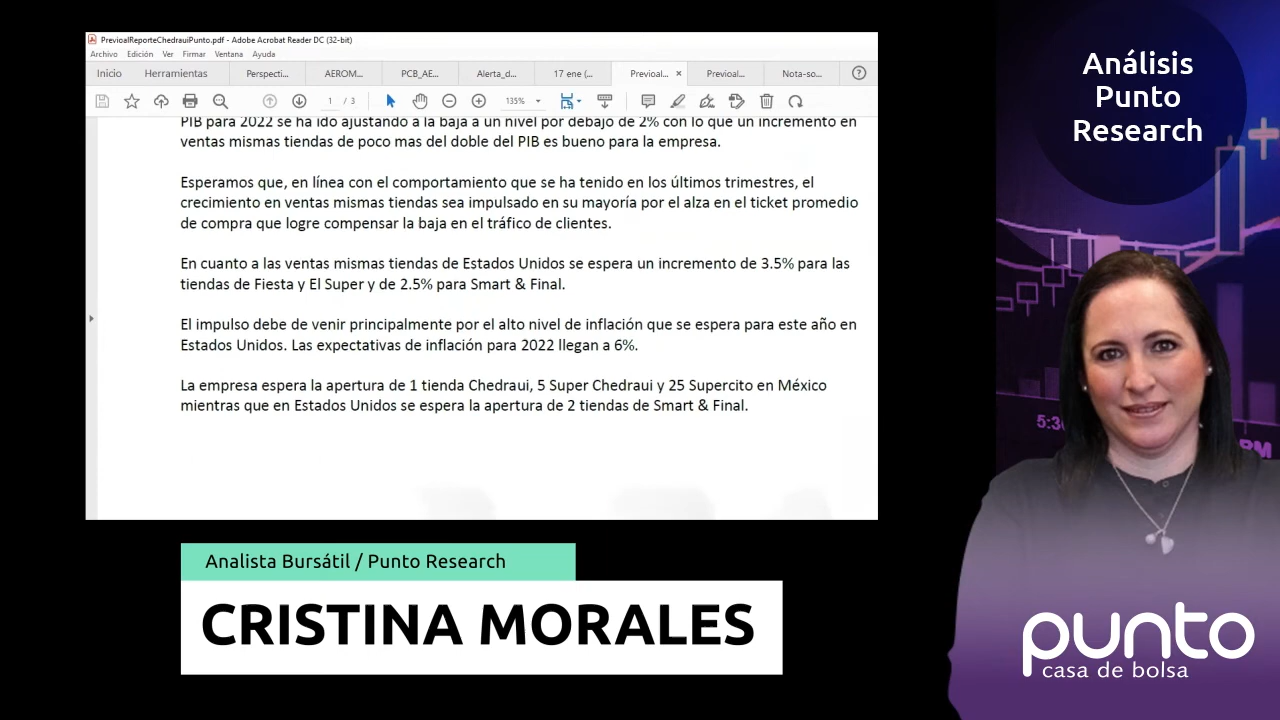 PrevioalReporteChedrauiPunto.pdf - Adobe Acrobat Reader DC (32-bit)
Archivo Edición Ver Firmar Ventana Ayuda
Inicio Herramientas Perspecti... AEROM... PCB_AE... Alerta_d... 17 ene (... Previoal... × Previoal... Nota-so...
1 / 3 135%
PIB para 2022 se ha ido ajustando a la baja a un nivel por debajo de 2% con lo que un incremento en
ventas mismas tiendas de poco mas del doble del PIB es bueno para la empresa.
Esperamos que, en línea con el comportamiento que se ha tenido en los últimos trimestres, el
crecimiento en ventas mismas tiendas sea impulsado en su mayoría por el alza en el ticket promedio
de compra que logre compensar la baja en el tráfico de clientes.
En cuanto a las ventas mismas tiendas de Estados Unidos se espera un incremento de 3.5% para las
tiendas de Fiesta y El Super y de 2.5% para Smart & Final.
El impulso debe de venir principalmente por el alto nivel de inflación que se espera para este año en
Estados Unidos. Las expectativas de inflación para 2022 llegan a 6%.
La empresa espera la apertura de 1 tienda Chedraui, 5 Super Chedraui y 25 Supercito en México
mientras que en Estados Unidos se espera la apertura de 2 tiendas de Smart & Final.
Analista Bursátil / Punto Research
CRISTINA MORALES
Análisis
Punto
Research
punto
casa de bolsa